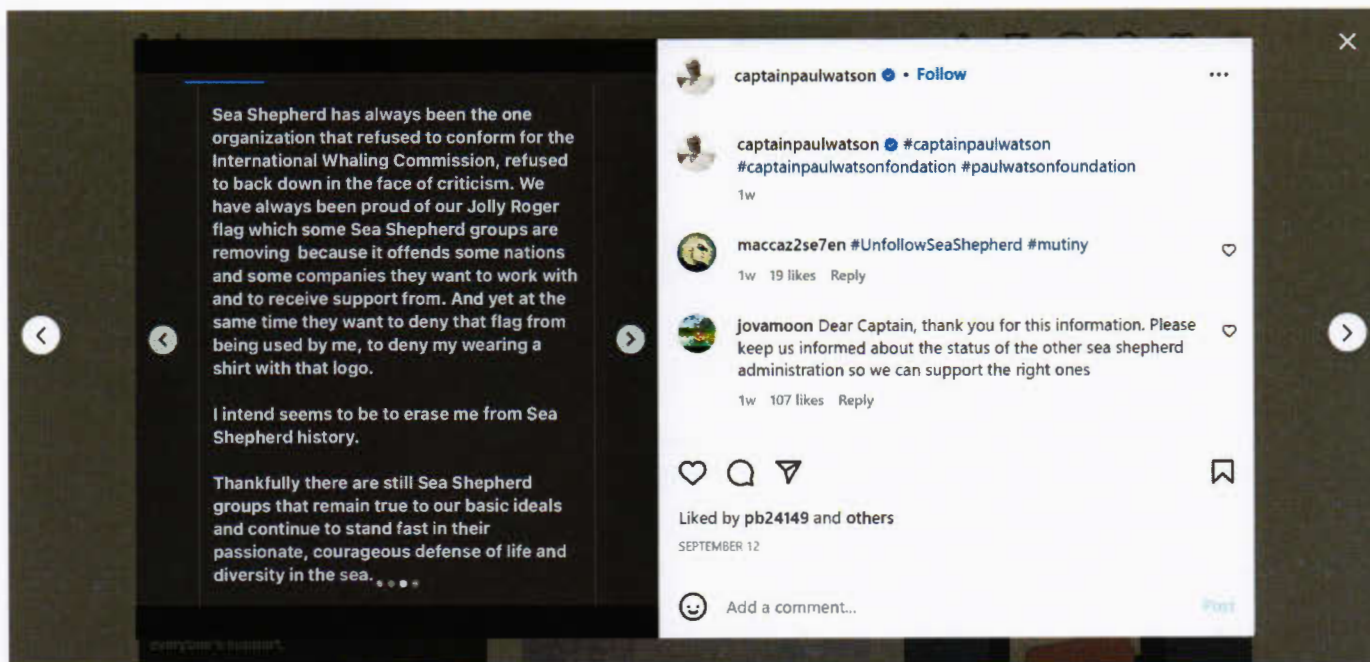 Sea Shepherd has always been the one
organization that refused to conform for the
International Whaling Commission, refused
to back down in the face of criticism. We
have always been proud of our Jolly Roger
flag which some Sea Shepherd groups are
removing because it offends some nations
and some companies they want to work with
and to receive support from. And yet at the
same time they want to deny that flag from
being used by me, to deny my wearing a
shirt with that logo.
I intend seems to be to erase me from Sea
Shepherd history.
Thankfully there are still Sea Shepherd
groups that remain true to our basic ideals
and continue to stand fast in their
passionate, courageous defense of life and
diversity in the sea.
captainpaulwatson • Follow
captainpaulwatson #captainpaulwatson
#captainpaulwatsonfondation #paulwatsonfoundation
1w
maccaz2se7en #UnfollowSeaShepherd #mutiny
1w 19 likes Reply
jovamoon Dear Captain, thank you for this information. Please
keep us informed about the status of the other sea shepherd
administration so we can support the right ones
1w 107 likes Reply
Liked by pb24149 and others
SEPTEMBER 12
Add a comment...
Post
everyone's support.